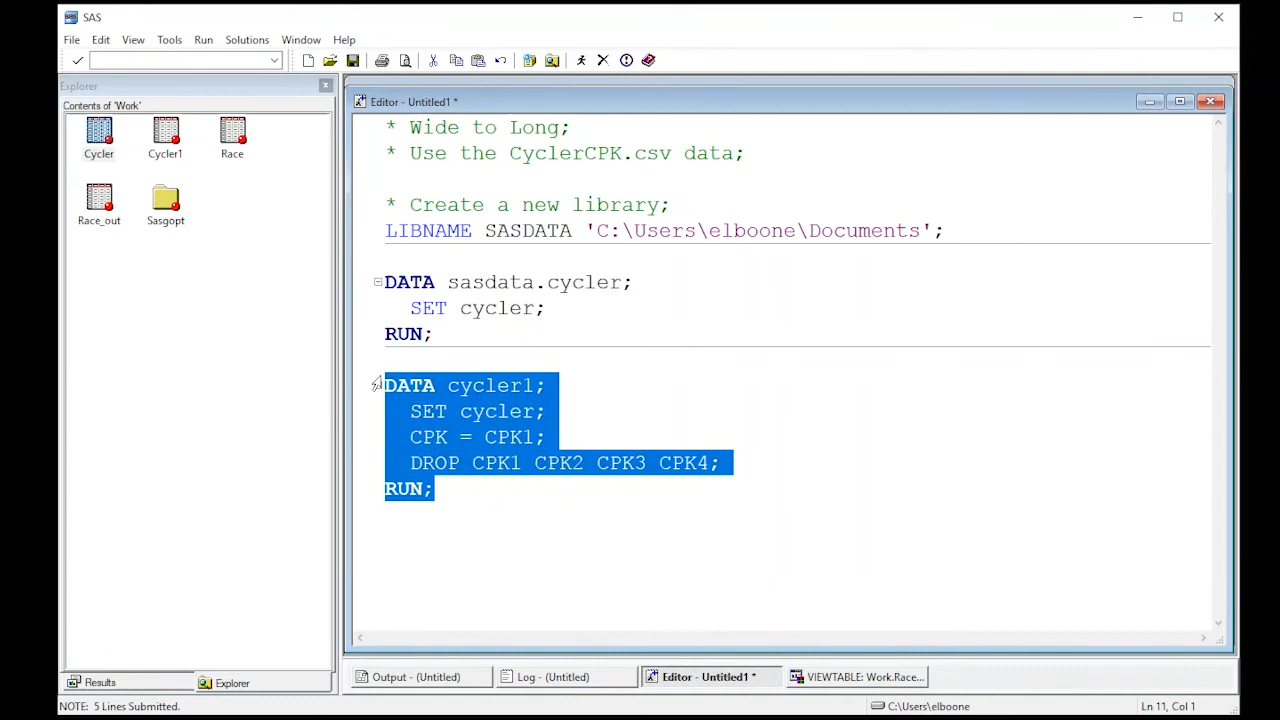 SAS
File Edit View Tools Run Solutions Window Help
Explorer
Contents of 'Work'
Cycler Cycler1 Race
Race_out Sasgopt
Editor - Untitled1 *
* Wide to Long;
* Use the CyclerCPK.csv data;
* Create a new library;
LIBNAME SASDATA 'C:\Users\elboone\Documents';
DATA sasdata.cycler;
SET cycler;
RUN;
DATA cycler1;
SET cycler;
CPK = CPK1;
DROP CPK1 CPK2 CPK3 CPK4;
RUN;
Results Explorer
Output - (Untitled) Log - (Untitled) Editor - Untitled1 * VIEWTABLE: Work.Race...
NOTE: 5 Lines Submitted. C:\Users\elboone Ln 11, Col 1